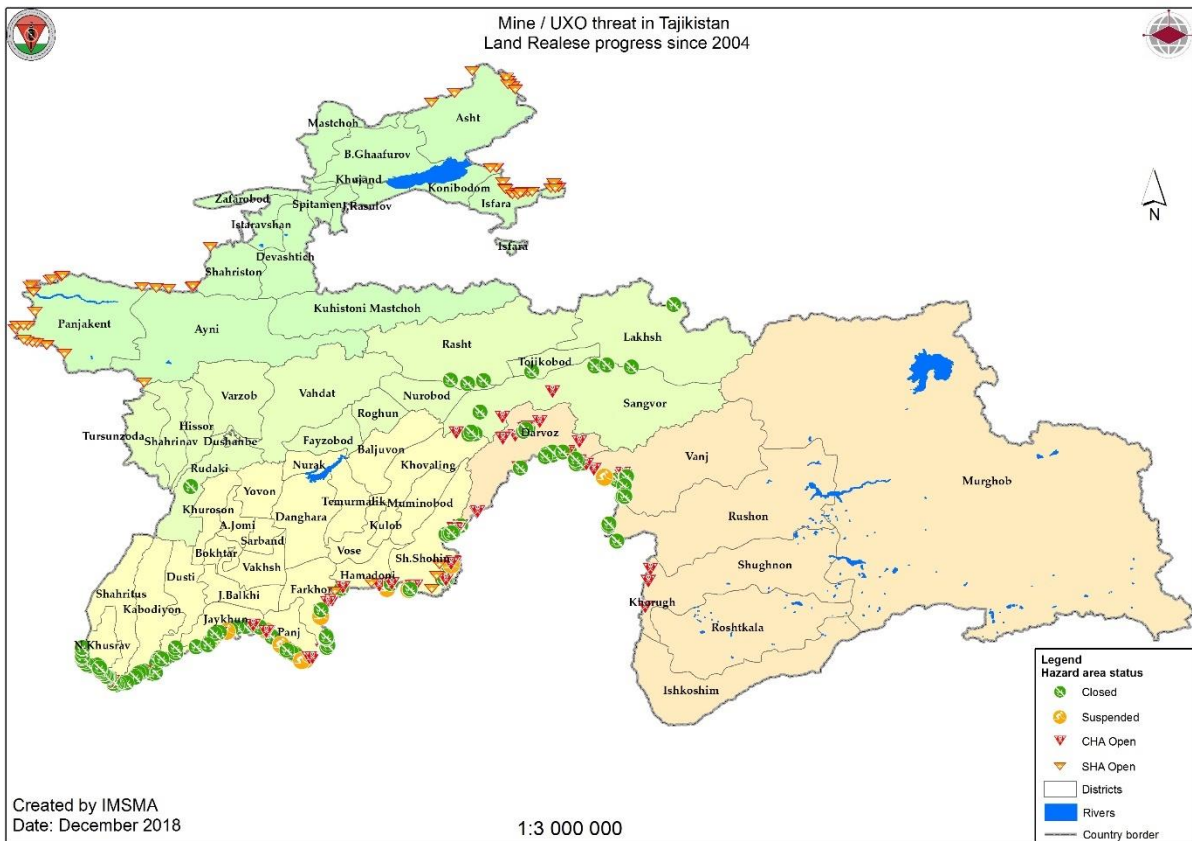 Mine / UXO threat in Tajikistan
Land Realese progress since 2004
Asht
Mastchoh
B.Ghaafurov
Khujand
Konibodom
Zafarobod
Spitamen
J.Rasulov
Isfara
Istaravshan
Isfara
Devashtich
Shahriston
N
Kuhistoni Mastchoh
Panjakent
Ayni
Rasht
Lakhsh
Tojikobod
Varzob
Vahdat
Nurobod
Sangvor
Roghun
Hissor
Tursunzoda
Shahrinav
Dushanbe
Darvoz
Fayzobod
Baljuvon
Vanj
Rudaki
Nurak
Khovaling
Murghob
Yovon
Khuroson
Temurmalik
Muminobod
Danghara
Rushon
A.Jomi
Kulob
Sarband
Bokhtar
Vose
Sh.Shohin
Shughnon
Vakhsh
Dusti
Hamadoni
Shahritus
Farkhor
J.Balkhi
Khorugh
Kabodiyon
Jaykhun
Roshtkala
Panj
N.Khusrav
Ishkoshim
Legend
Hazard area status
Closed
Suspended
CHA Open
SHA Open
Districts
Rivers
Country border
Created by IMSMA
Date: December 2018
1:3 000 000